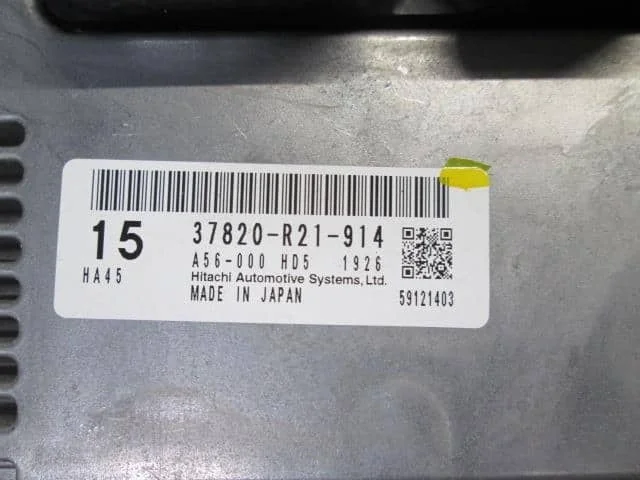 15 37820-R21-914
HA45 A56-000 HD5 1926
Hitachi Automotive Systems, Ltd.
MADE IN JAPAN 59121403